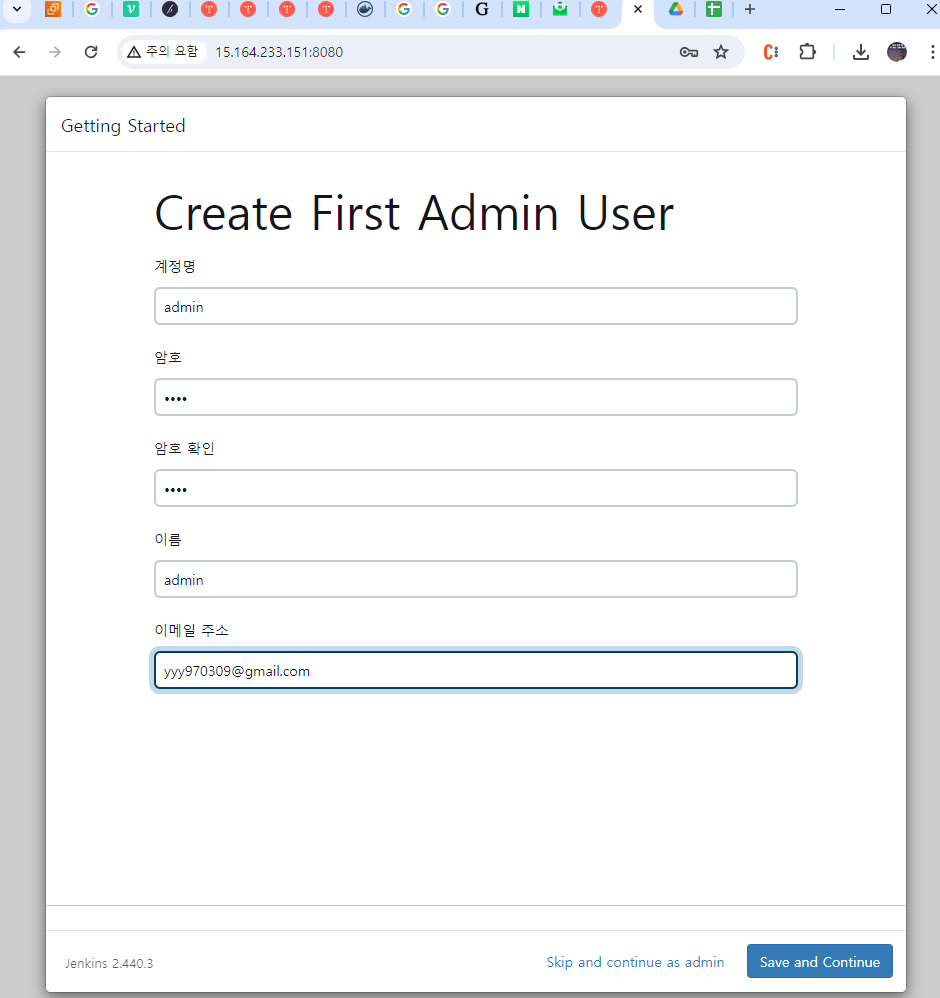 주의 요함 15.164.233.151:8080
Getting Started
Create First Admin User
계정명
admin
암호
••••
암호 확인
••••
이름
admin
이메일 주소
yyy970309@gmail.com
Jenkins 2.440.3 Skip and continue as admin Save and Continue